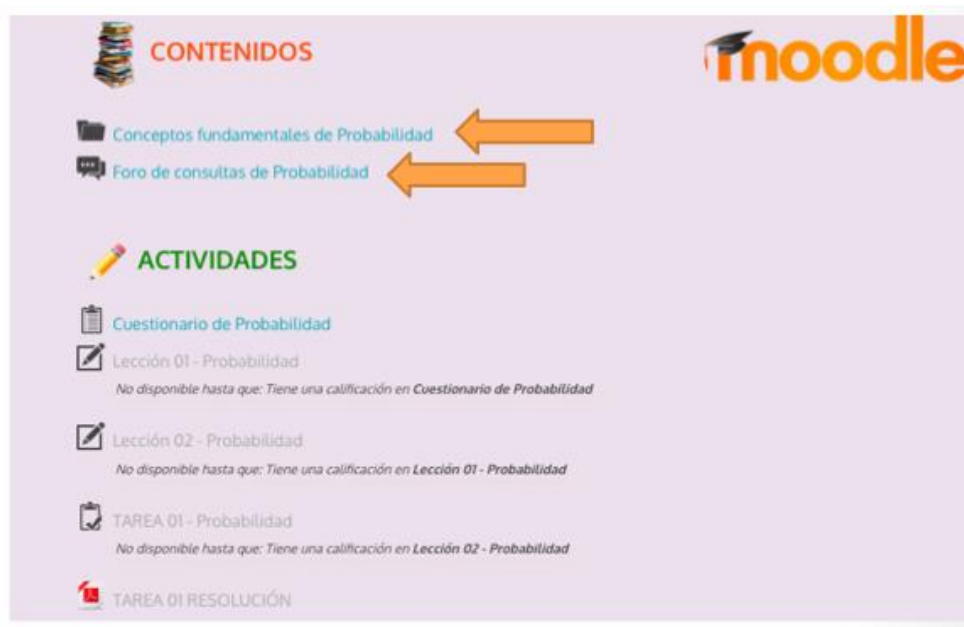 CONTENIDOS
moodle
Conceptos fundamentales de Probabilidad
Foro de consultas de Probabilidad
ACTIVIDADES
Cuestionario de Probabilidad
Lección 01 - Probabilidad
No disponible hasta que: Tiene una calificación en Cuestionario de Probabilidad
Lección 02 - Probabilidad
No disponible hasta que: Tiene una calificación en Lección 01 - Probabilidad
TAREA 01 - Probabilidad
No disponible hasta que: Tiene una calificación en Lección 02 - Probabilidad
TAREA 01 RESOLUCIÓN